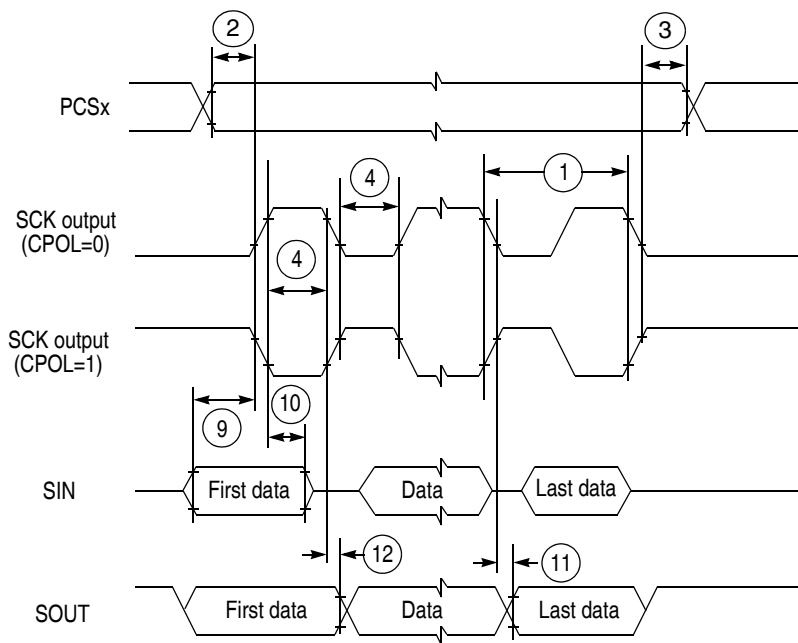 2
3
PCSx
4
1
SCK output
(CPOL=0)
4
SCK output
(CPOL=1)
9
10
SIN
First data
Data
Last data
12
11
SOUT
First data
Data
Last data